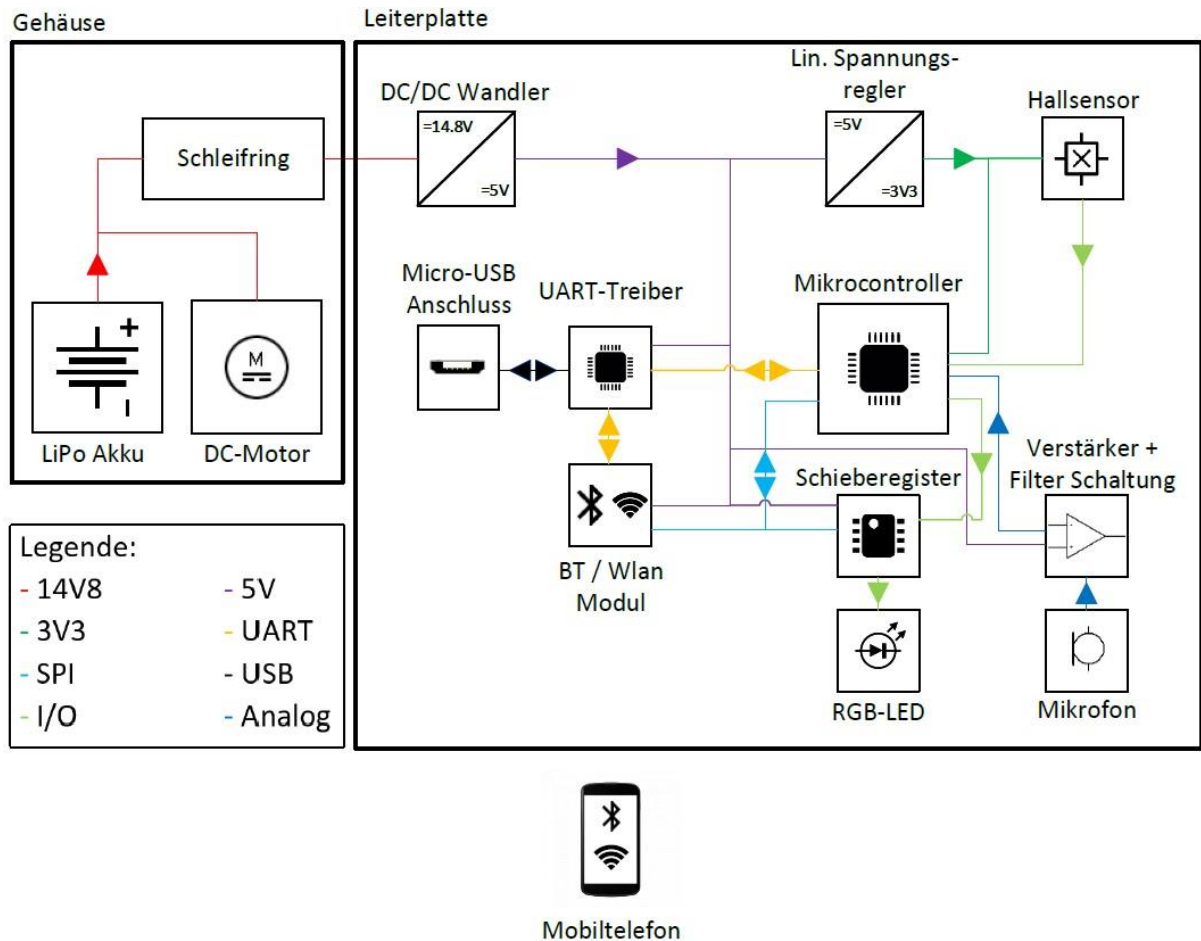 Gehäuse
Leiterplatte
Schleifring
LiPo Akku
DC-Motor
M
DC/DC Wandler
=14.8V
=5V
Lin. Spannungs-
regler
=5V
=3V3
Hallsensor
Micro-USB
Anschluss
UART-Treiber
Mikrocontroller
BT / Wlan
Modul
Schieberegister
Verstärker +
Filter Schaltung
RGB-LED
Mikrofon
Legende:
- 14V8
- 5V
- 3V3
- UART
- SPI
- USB
- I/O
- Analog
Mobiltelefon